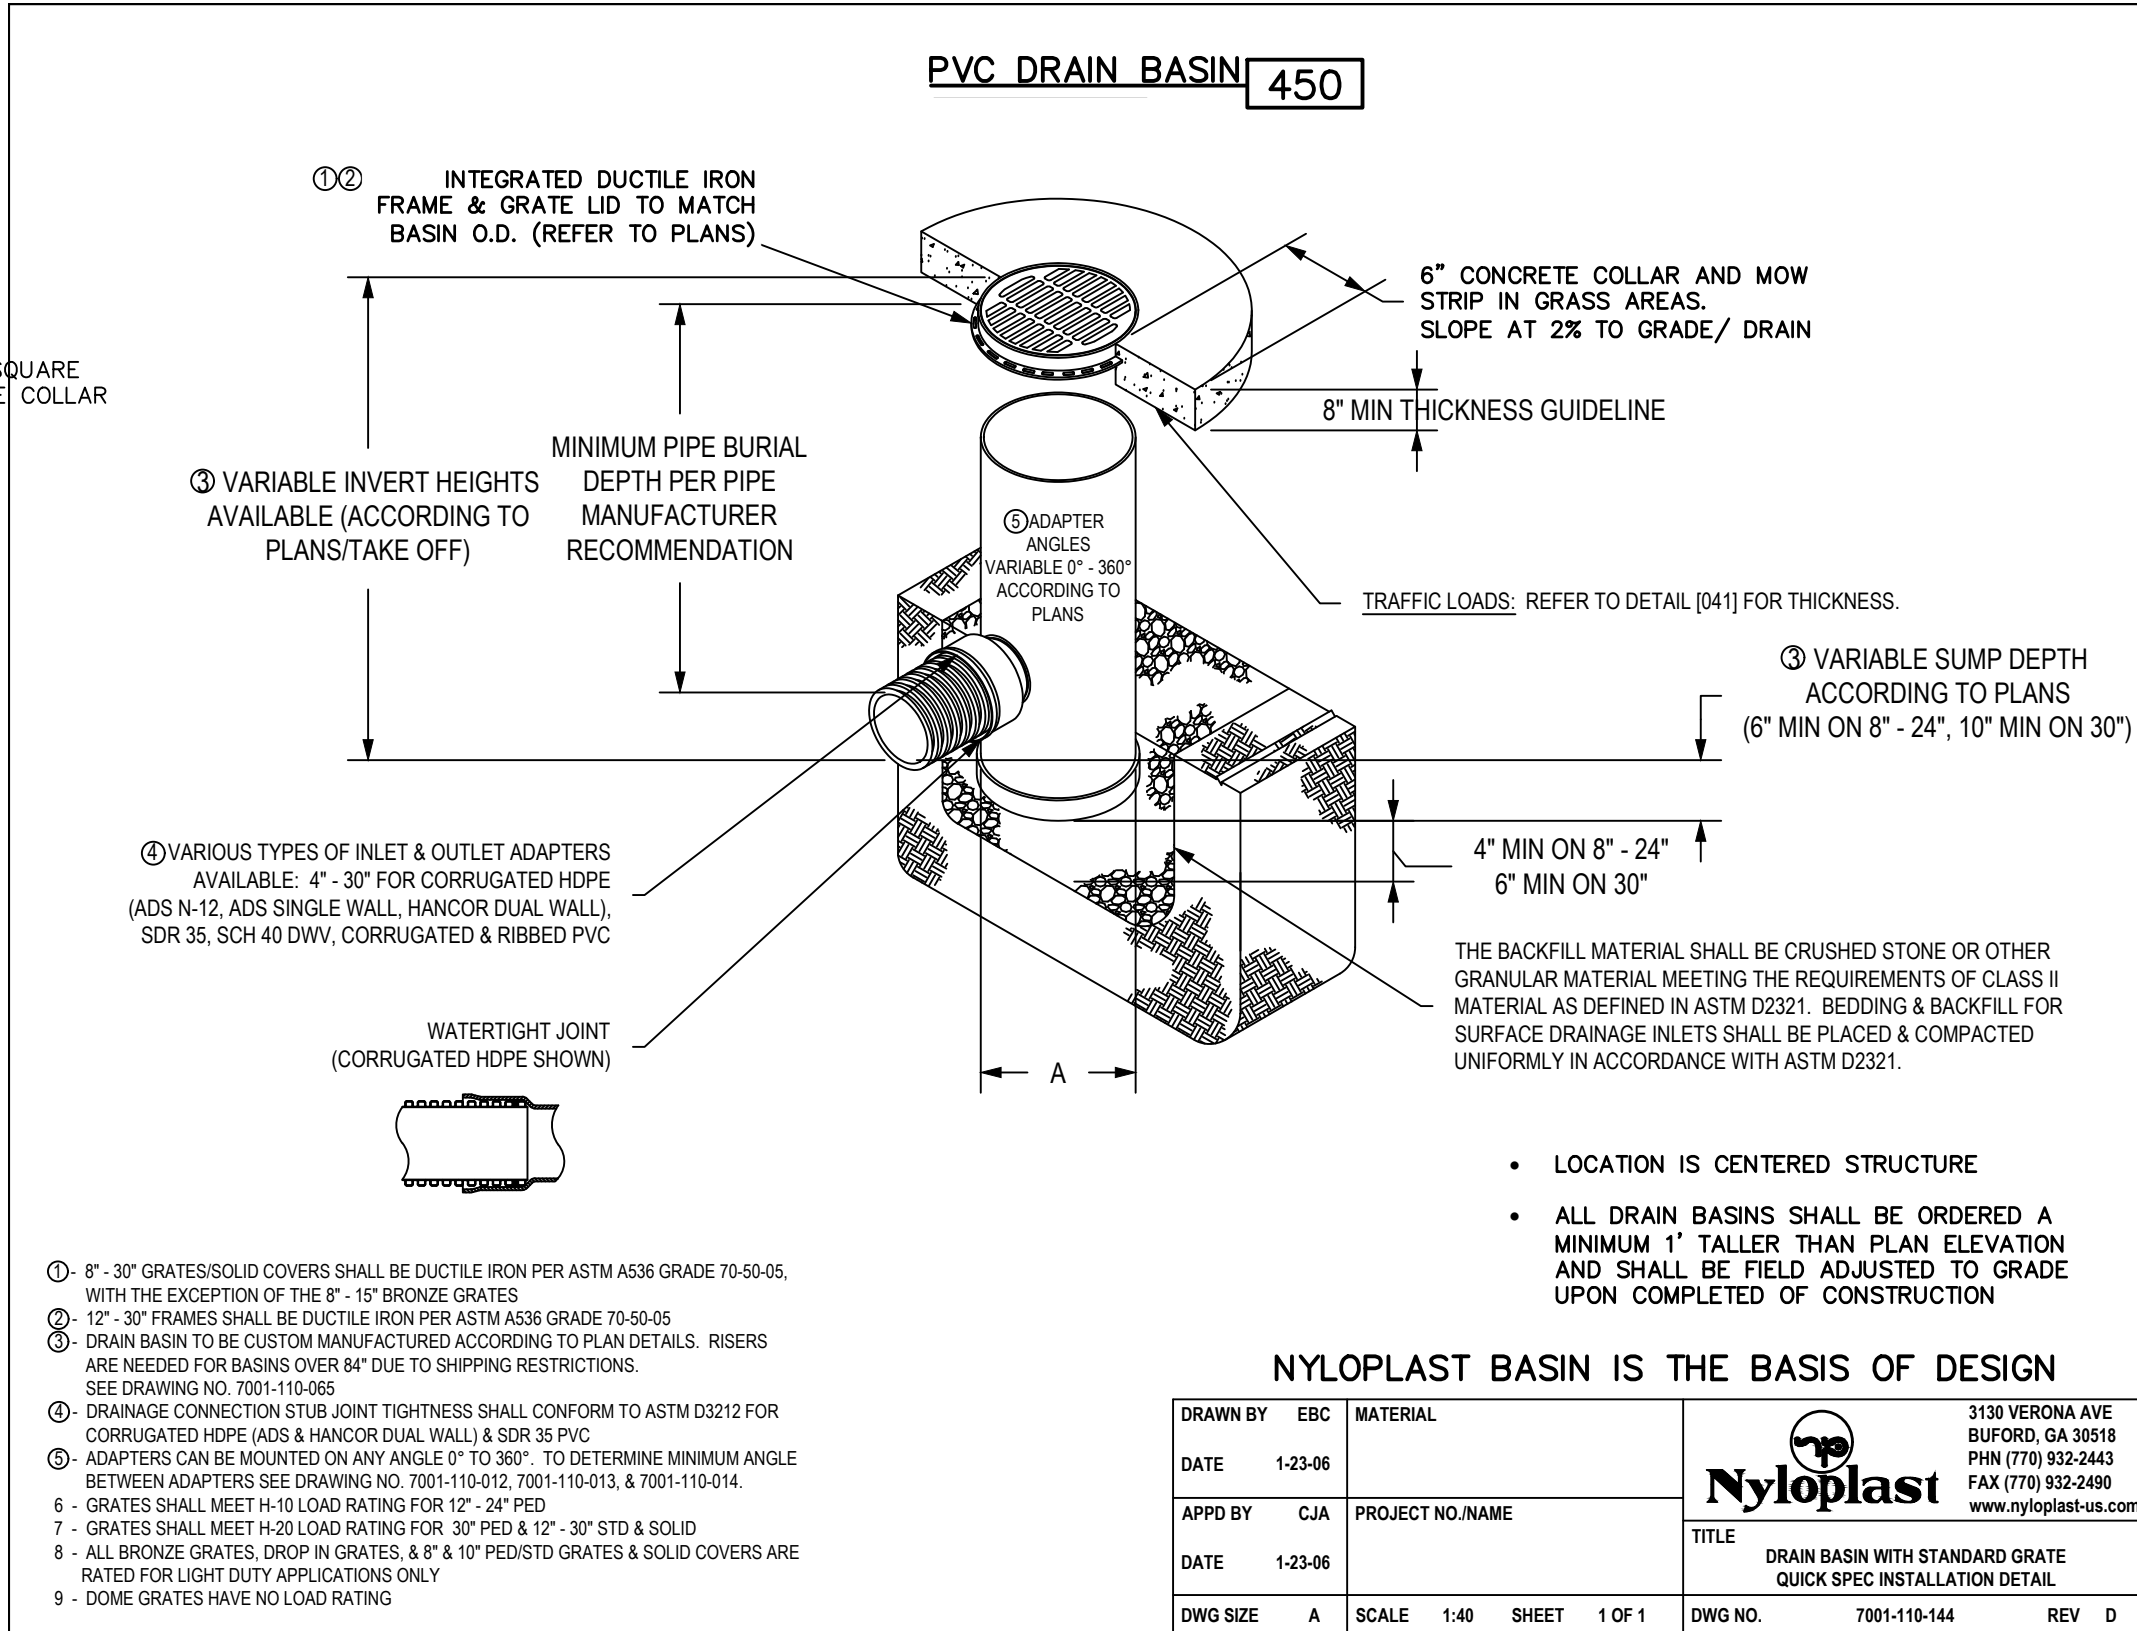 PVC DRAIN BASIN 450
①② INTEGRATED DUCTILE IRON
FRAME & GRATE LID TO MATCH
BASIN O.D. (REFER TO PLANS)
6" CONCRETE COLLAR AND MOW
STRIP IN GRASS AREAS.
SLOPE AT 2% TO GRADE/ DRAIN
SQUARE
E COLLAR
8" MIN THICKNESS GUIDELINE
③ VARIABLE INVERT HEIGHTS
AVAILABLE (ACCORDING TO
PLANS/TAKE OFF)
MINIMUM PIPE BURIAL
DEPTH PER PIPE
MANUFACTURER
RECOMMENDATION
⑤ADAPTER
ANGLES
VARIABLE 0° - 360°
ACCORDING TO
PLANS
TRAFFIC LOADS: REFER TO DETAIL [041] FOR THICKNESS.
③ VARIABLE SUMP DEPTH
ACCORDING TO PLANS
(6" MIN ON 8" - 24", 10" MIN ON 30")
④VARIOUS TYPES OF INLET & OUTLET ADAPTERS
AVAILABLE: 4" - 30" FOR CORRUGATED HDPE
(ADS N-12, ADS SINGLE WALL, HANCOR DUAL WALL),
SDR 35, SCH 40 DWV, CORRUGATED & RIBBED PVC
4" MIN ON 8" - 24"
6" MIN ON 30"
THE BACKFILL MATERIAL SHALL BE CRUSHED STONE OR OTHER
GRANULAR MATERIAL MEETING THE REQUIREMENTS OF CLASS II
MATERIAL AS DEFINED IN ASTM D2321. BEDDING & BACKFILL FOR
SURFACE DRAINAGE INLETS SHALL BE PLACED & COMPACTED
UNIFORMLY IN ACCORDANCE WITH ASTM D2321.
WATERTIGHT JOINT
(CORRUGATED HDPE SHOWN)
A
• LOCATION IS CENTERED STRUCTURE
• ALL DRAIN BASINS SHALL BE ORDERED A
MINIMUM 1' TALLER THAN PLAN ELEVATION
AND SHALL BE FIELD ADJUSTED TO GRADE
UPON COMPLETED OF CONSTRUCTION
①- 8" - 30" GRATES/SOLID COVERS SHALL BE DUCTILE IRON PER ASTM A536 GRADE 70-50-05,
WITH THE EXCEPTION OF THE 8" - 15" BRONZE GRATES
②- 12" - 30" FRAMES SHALL BE DUCTILE IRON PER ASTM A536 GRADE 70-50-05
③- DRAIN BASIN TO BE CUSTOM MANUFACTURED ACCORDING TO PLAN DETAILS. RISERS
ARE NEEDED FOR BASINS OVER 84" DUE TO SHIPPING RESTRICTIONS.
SEE DRAWING NO. 7001-110-065
④- DRAINAGE CONNECTION STUB JOINT TIGHTNESS SHALL CONFORM TO ASTM D3212 FOR
CORRUGATED HDPE (ADS & HANCOR DUAL WALL) & SDR 35 PVC
⑤- ADAPTERS CAN BE MOUNTED ON ANY ANGLE 0° TO 360°. TO DETERMINE MINIMUM ANGLE
BETWEEN ADAPTERS SEE DRAWING NO. 7001-110-012, 7001-110-013, & 7001-110-014.
6 - GRATES SHALL MEET H-10 LOAD RATING FOR 12" - 24" PED
7 - GRATES SHALL MEET H-20 LOAD RATING FOR 30" PED & 12" - 30" STD & SOLID
8 - ALL BRONZE GRATES, DROP IN GRATES, & 8" & 10" PED/STD GRATES & SOLID COVERS ARE
RATED FOR LIGHT DUTY APPLICATIONS ONLY
9 - DOME GRATES HAVE NO LOAD RATING
NYLOPLAST BASIN IS THE BASIS OF DESIGN
DRAWN BY EBC
DATE 1-23-06
MATERIAL
APPD BY CJA
DATE 1-23-06
PROJECT NO./NAME
Nyloplast
3130 VERONA AVE
BUFORD, GA 30518
PHN (770) 932-2443
FAX (770) 932-2490
www.nyloplast-us.com
TITLE
DRAIN BASIN WITH STANDARD GRATE
QUICK SPEC INSTALLATION DETAIL
DWG SIZE A SCALE 1:40 SHEET 1 OF 1 DWG NO. 7001-110-144 REV D